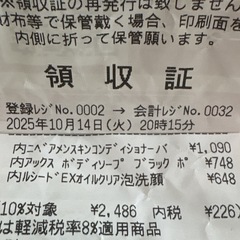 ※領収証の再発行は致しま
財布等で保管戴く場合、印刷面を
内側に折って保管願います。
領収証
登録レジNo.0002 → 会計レジNo.0032
2025年10月14日(火) 20時15分
内ニベアメンスキンコンディショナーバ ¥1,090
内アックス ボディソープ ブラック ポ ¥748
内ルシードEXオイルクリア泡洗顔 ¥648
10%対象 ¥2,486 内税 ¥226)
は軽減税率8%適用商品